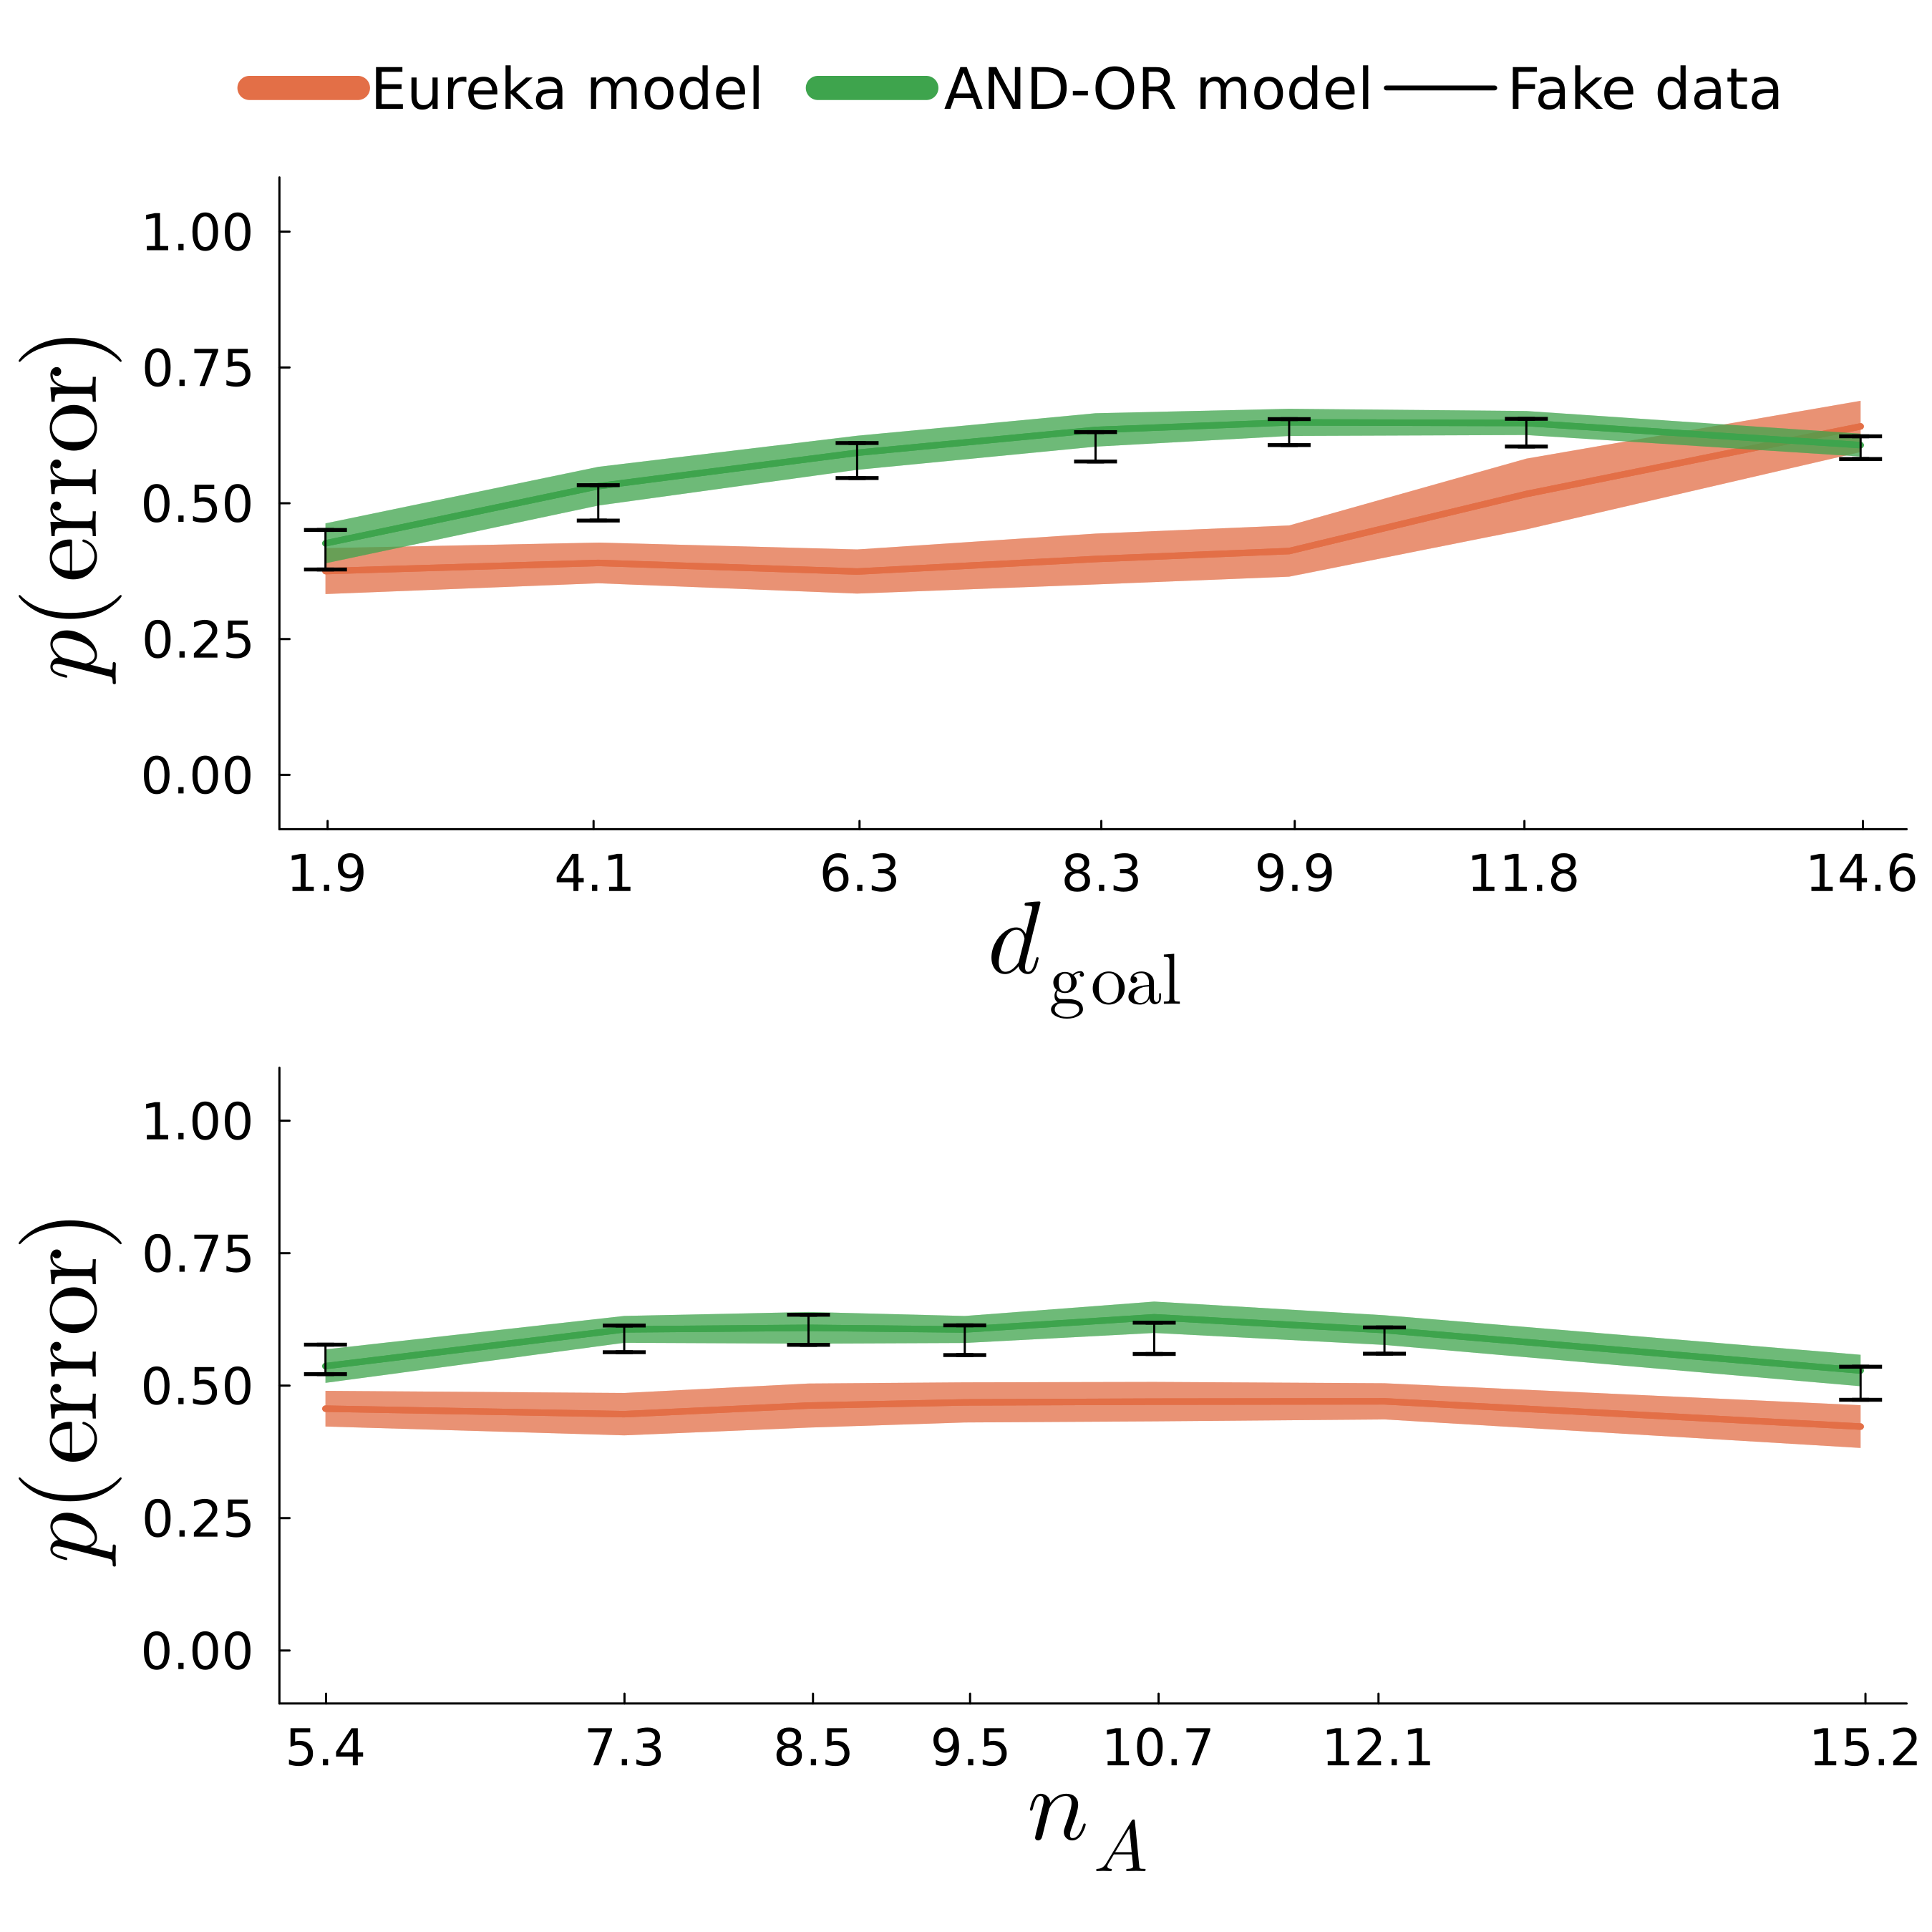 Eureka model AND-OR model Fake data
p(error)
1.00
0.75
0.50
0.25
0.00
1.9 4.1 6.3 8.3 9.9 11.8 14.6
d_goal
p(error)
1.00
0.75
0.50
0.25
0.00
5.4 7.3 8.5 9.5 10.7 12.1 15.2
n_A